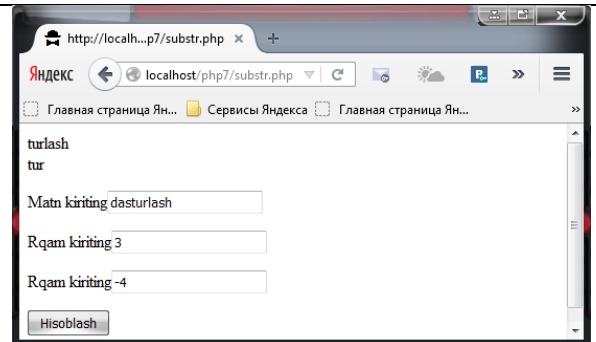 http://localh...p7/substr.php × +
Яндекс localhost/php7/substr.php
Главная страница Ян... Сервисы Яндекса Главная страница Ян... »
turlash
tur
Matn kiriting dasturlash
Rqam kiriting 3
Rqam kiriting -4
Hisoblash